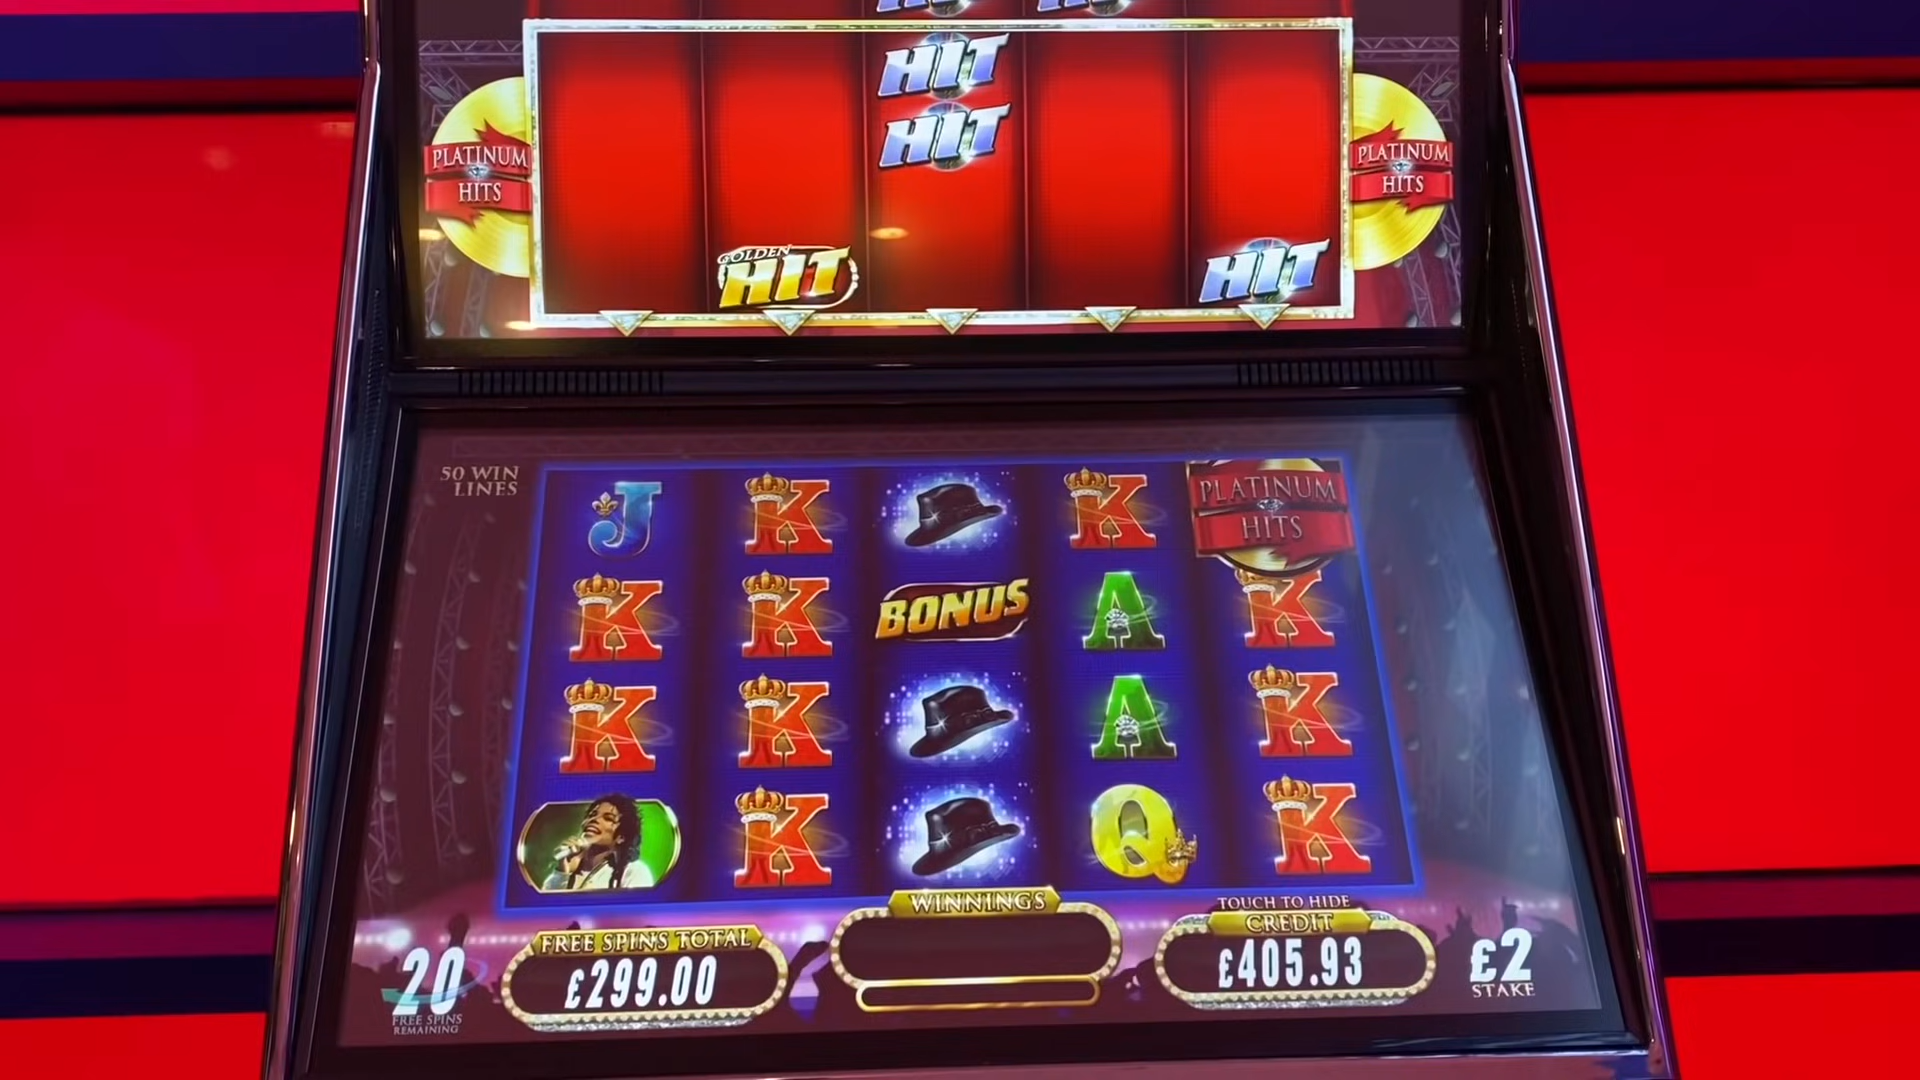 HIT
HIT
PLATINUM
HITS
PLATINUM
HITS
GOLDEN
HIT
HIT
50 WIN
LINES
J
K
K
PLATINUM
HITS
K
K
BONUS
A
K
K
K
A
K
K
Q
K
WINNINGS
TOUCH TO HIDE
CREDIT
£405.93
FREE SPINS TOTAL
£299.00
20
FREE SPINS
REMAINING
£2
STAKE